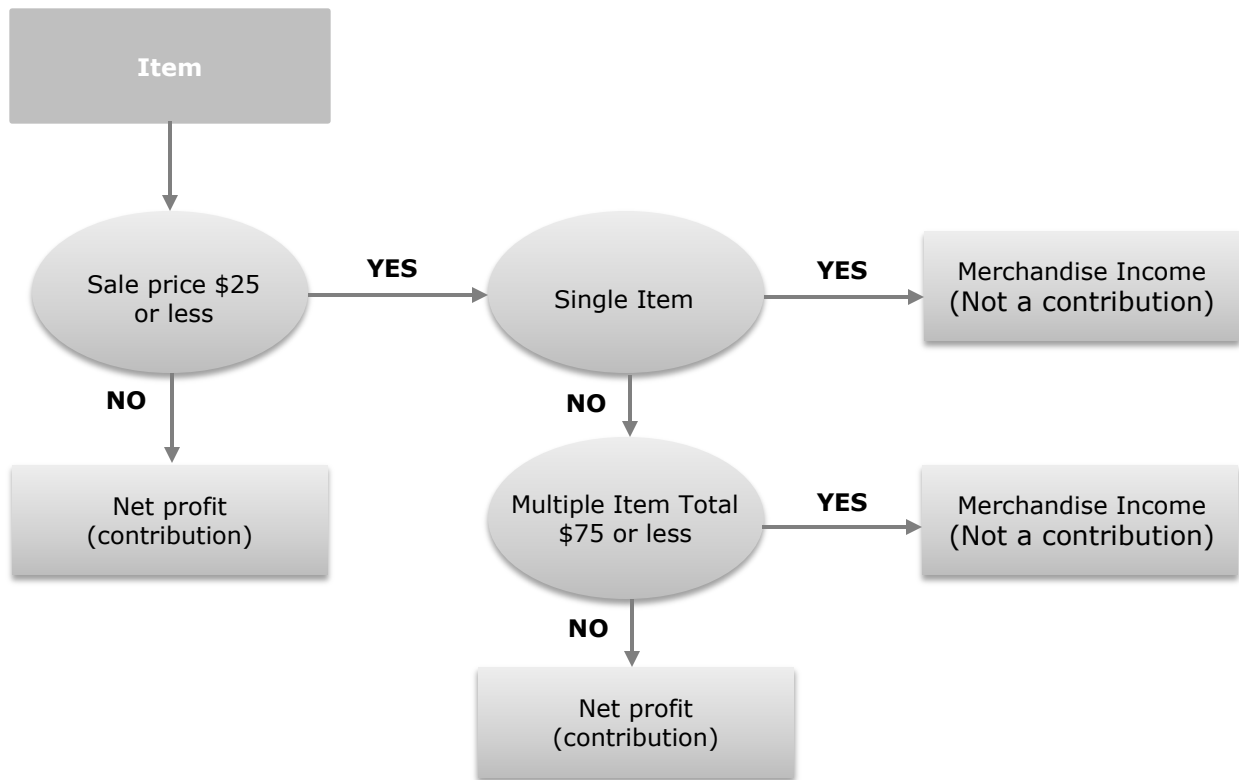 Item
Sale price $25
or less
YES
Single Item
YES
Merchandise Income
(Not a contribution)
NO
NO
Net profit
(contribution)
Multiple Item Total
$75 or less
YES
Merchandise Income
(Not a contribution)
NO
Net profit
(contribution)